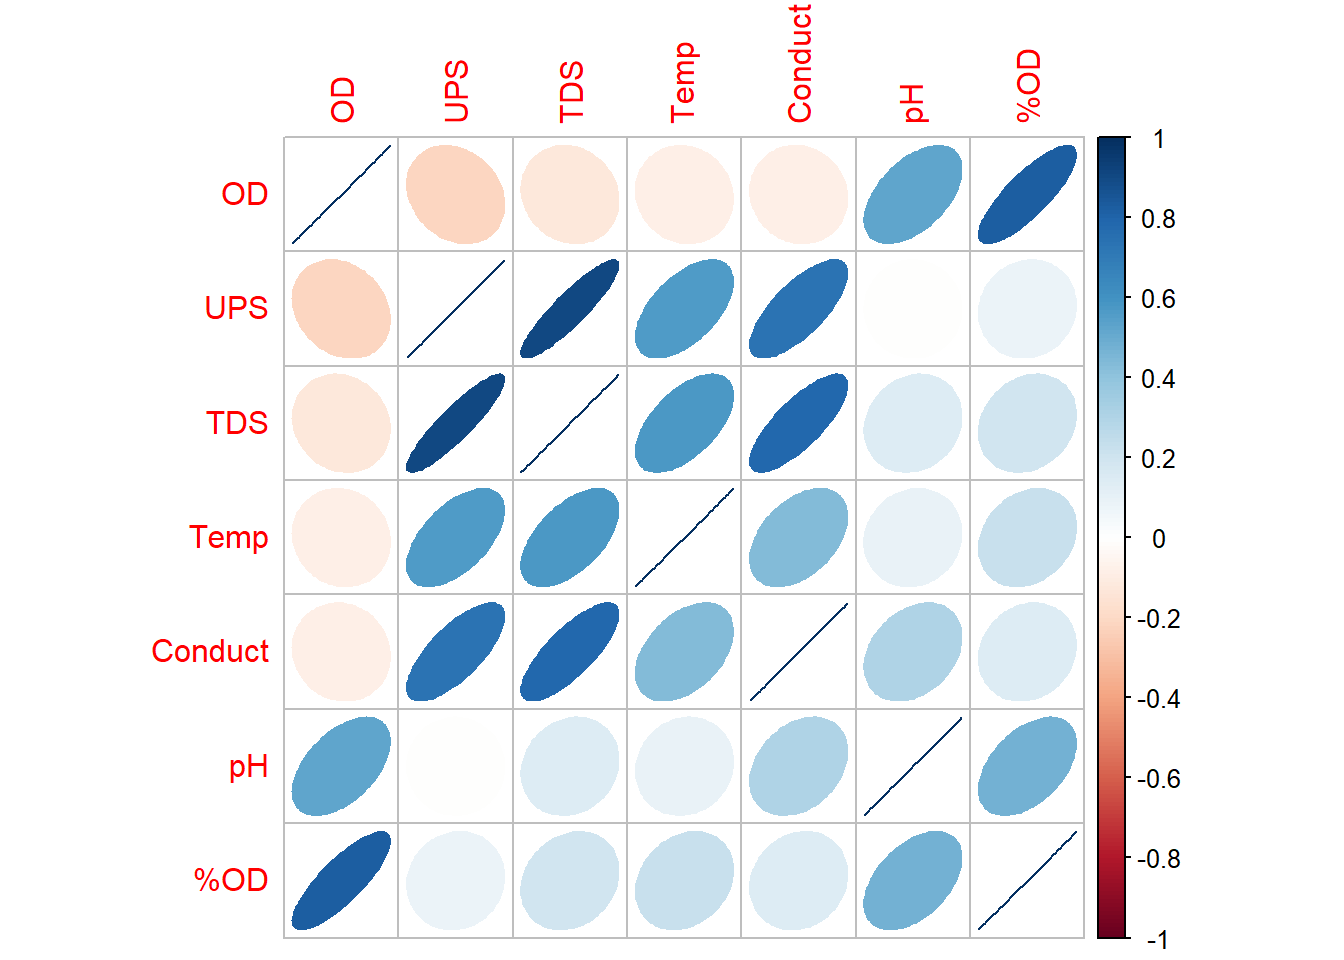 OD
UPS
TDS
Temp
Conduct
pH
%OD
OD
UPS
TDS
Temp
Conduct
pH
%OD
1
0.8
0.6
0.4
0.2
0
-0.2
-0.4
-0.6
-0.8
-1